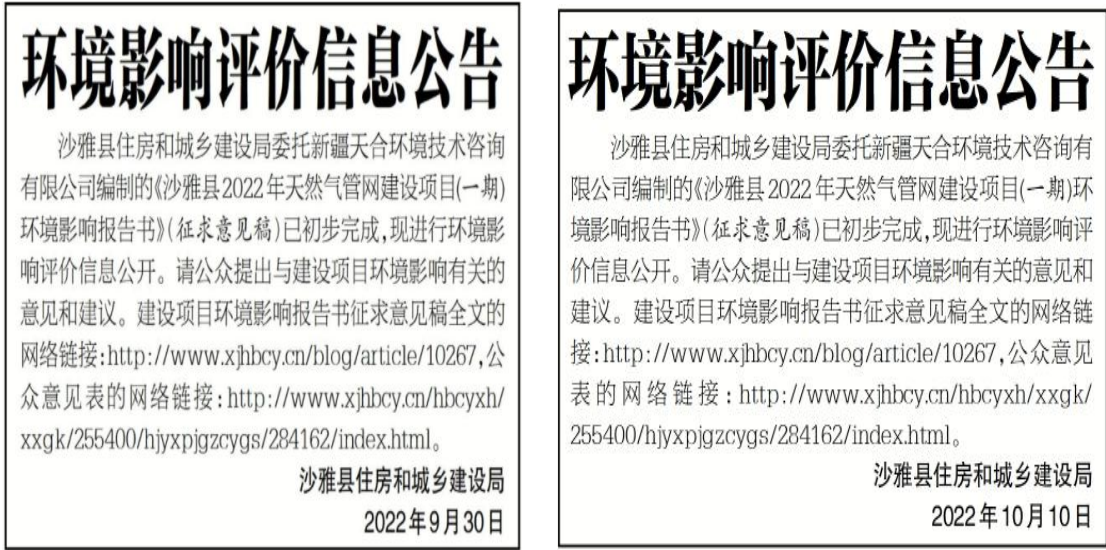 环境影响评价信息公告
沙雅县住房和城乡建设局委托新疆天合环境技术咨询
有限公司编制的《沙雅县2022年天然气管网建设项目(一期)
环境影响报告书》(征求意见稿)已初步完成,现进行环境影
响评价信息公开。请公众提出与建设项目环境影响有关的
意见和建议。建设项目环境影响报告书征求意见稿全文的
网络链接:http://www.xjhbcy.cn/blog/article/10267,公
众意见表的网络链接:http://www.xjhbcy.cn/hbcyxh/
xxgk/255400/hjyxpjgzcygs/284162/index.html。
沙雅县住房和城乡建设局
2022年9月30日
环境影响评价信息公告
沙雅县住房和城乡建设局委托新疆天合环境技术咨询有
限公司编制的《沙雅县2022年天然气管网建设项目(一期)环
境影响报告书》(征求意见稿)已初步完成,现进行环境影响评
价信息公开。请公众提出与建设项目环境影响有关的意见和
建议。建设项目环境影响报告书征求意见稿全文的网络链
接:http://www.xjhbcy.cn/blog/article/10267,公众意见
表的网络链接:http://www.xjhbcy.cn/hbcyxh/xxgk/
255400/hjyxpjgzcygs/284162/index.html。
沙雅县住房和城乡建设局
2022年10月10日